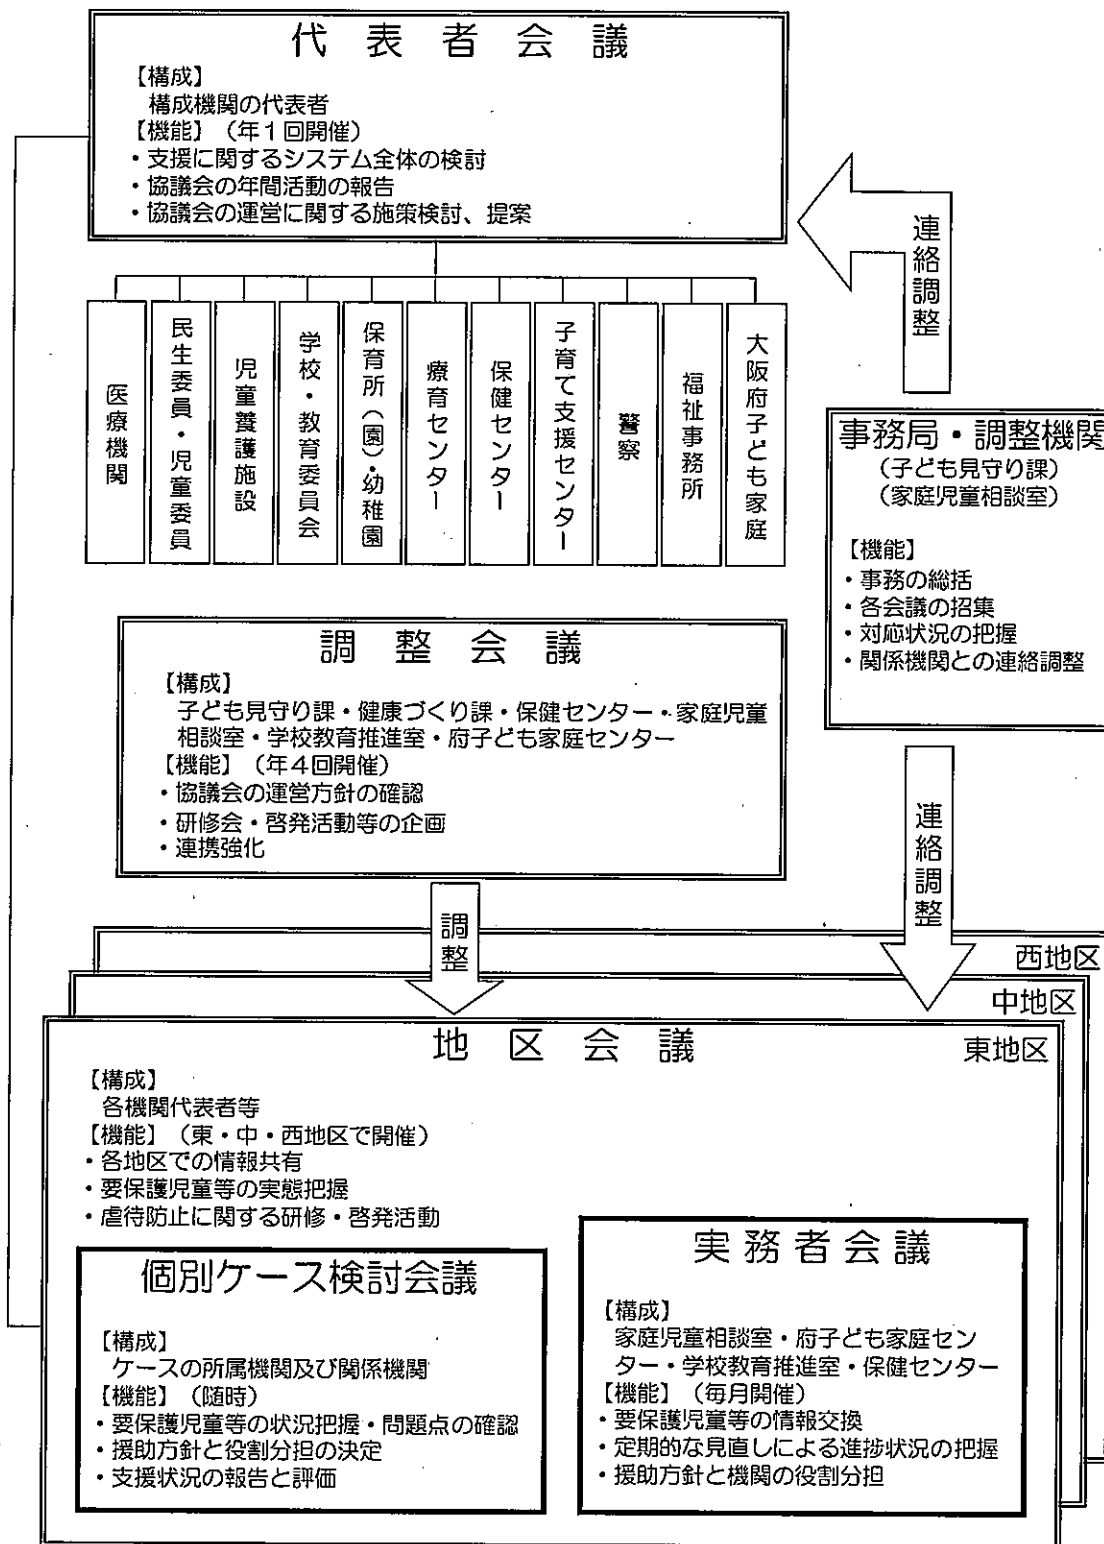 代表者会議
【構成】
構成機関の代表者
【機能】（年１回開催）
・支援に関するシステム全体の検討
・協議会の年間活動の報告
・協議会の運営に関する施策検討、提案
連絡調整
医療機関
民生委員・児童委員
児童養護施設
学校・教育委員会
保育所（園）・幼稚園
療育センター
保健センター
子育て支援センター
警察
福祉事務所
大阪府子ども家庭
事務局・調整機関
（子ども見守り課）
（家庭児童相談室）
【機能】
・事務の総括
・各会議の招集
・対応状況の把握
・関係機関との連絡調整
調整会議
【構成】
子ども見守り課・健康づくり課・保健センター・家庭児童
相談室・学校教育推進室・府子ども家庭センター
【機能】（年４回開催）
・協議会の運営方針の確認
・研修会・啓発活動等の企画
・連携強化
調整
連絡調整
西地区
中地区
東地区
地区会議
【構成】
各機関代表者等
【機能】（東・中・西地区で開催）
・各地区での情報共有
・要保護児童等の実態把握
・虐待防止に関する研修・啓発活動
個別ケース検討会議
【構成】
ケースの所属機関及び関係機関
【機能】（随時）
・要保護児童等の状況把握・問題点の確認
・援助方針と役割分担の決定
・支援状況の報告と評価
実務者会議
【構成】
家庭児童相談室・府子ども家庭セン
ター・学校教育推進室・保健センター
【機能】（毎月開催）
・要保護児童等の情報交換
・定期的な見直しによる進捗状況の把握
・援助方針と機関の役割分担